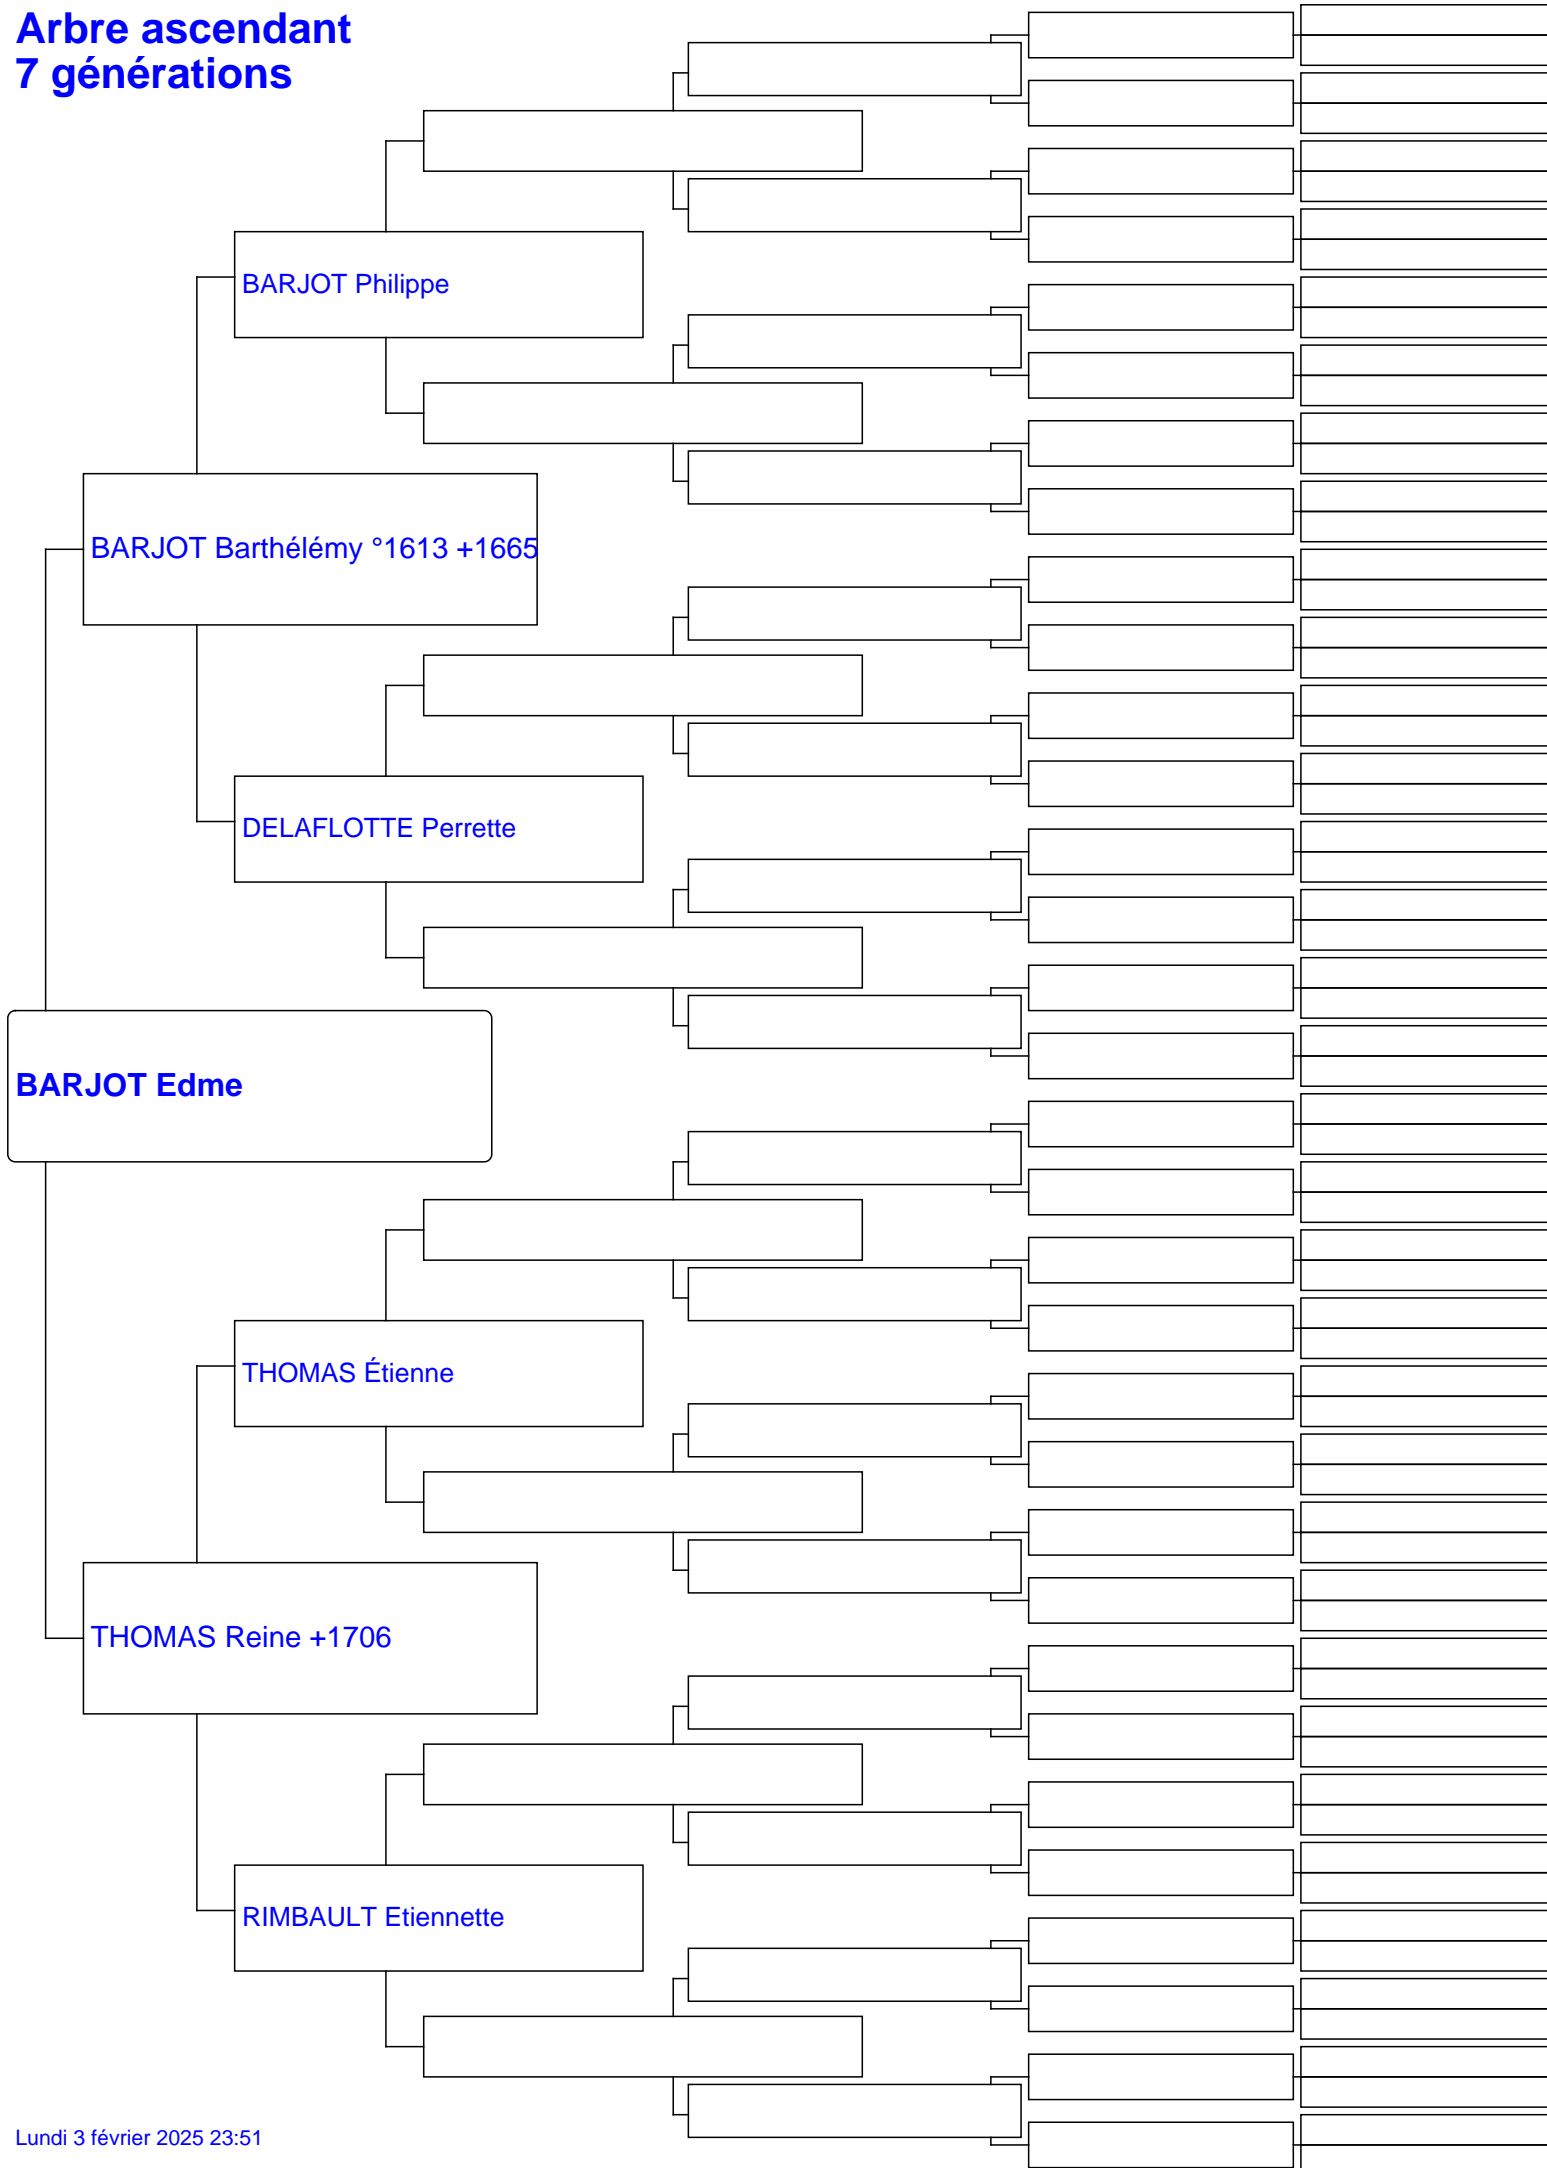 Arbre ascendant
7 générations
BARJOT Philippe
BARJOT Barthélémy °1613 +1665
DELAFLOTTE Perrette
BARJOT Edme
THOMAS Étienne
THOMAS Reine +1706
RIMBAULT Etiennette
Lundi 3 février 2025 23:51